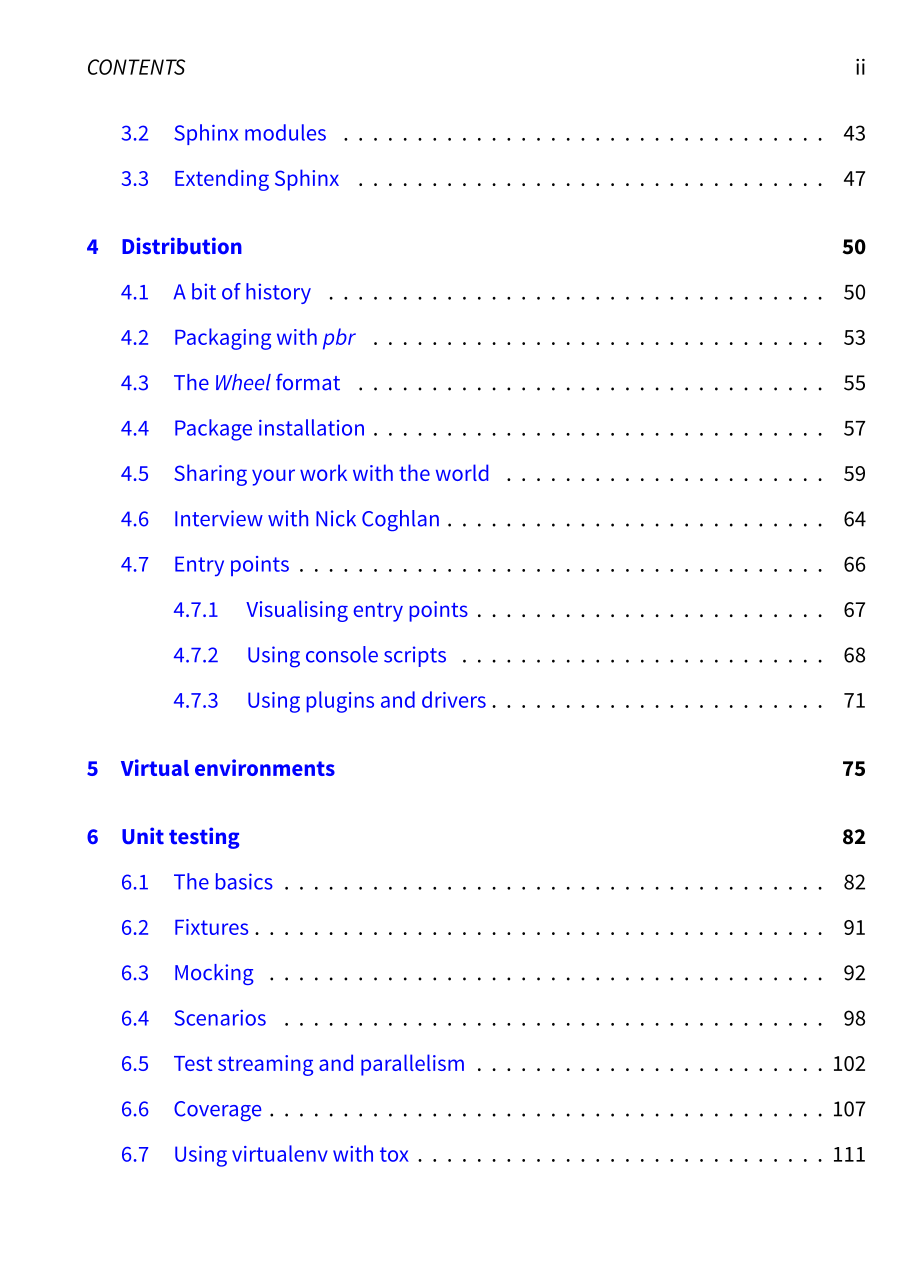 CONTENTS ii
3.2 Sphinx modules . . . . . . . . . . . . . . . . . . . . . . . . . . . . . . . . . 43
3.3 Extending Sphinx . . . . . . . . . . . . . . . . . . . . . . . . . . . . . . . . 47
4 Distribution 50
4.1 A bit of history . . . . . . . . . . . . . . . . . . . . . . . . . . . . . . . . . . 50
4.2 Packaging with pbr . . . . . . . . . . . . . . . . . . . . . . . . . . . . . . . 53
4.3 The Wheel format . . . . . . . . . . . . . . . . . . . . . . . . . . . . . . . . 55
4.4 Package installation . . . . . . . . . . . . . . . . . . . . . . . . . . . . . . . 57
4.5 Sharing your work with the world . . . . . . . . . . . . . . . . . . . . . . 59
4.6 Interview with Nick Coghlan . . . . . . . . . . . . . . . . . . . . . . . . . . 64
4.7 Entry points . . . . . . . . . . . . . . . . . . . . . . . . . . . . . . . . . . . . 66
4.7.1 Visualising entry points . . . . . . . . . . . . . . . . . . . . . . . . 67
4.7.2 Using console scripts . . . . . . . . . . . . . . . . . . . . . . . . . 68
4.7.3 Using plugins and drivers . . . . . . . . . . . . . . . . . . . . . . . 71
5 Virtual environments 75
6 Unit testing 82
6.1 The basics . . . . . . . . . . . . . . . . . . . . . . . . . . . . . . . . . . . . . 82
6.2 Fixtures . . . . . . . . . . . . . . . . . . . . . . . . . . . . . . . . . . . . . . . 91
6.3 Mocking . . . . . . . . . . . . . . . . . . . . . . . . . . . . . . . . . . . . . . 92
6.4 Scenarios . . . . . . . . . . . . . . . . . . . . . . . . . . . . . . . . . . . . . 98
6.5 Test streaming and parallelism . . . . . . . . . . . . . . . . . . . . . . . . 102
6.6 Coverage . . . . . . . . . . . . . . . . . . . . . . . . . . . . . . . . . . . . . . 107
6.7 Using virtualenv with tox . . . . . . . . . . . . . . . . . . . . . . . . . . . . 111